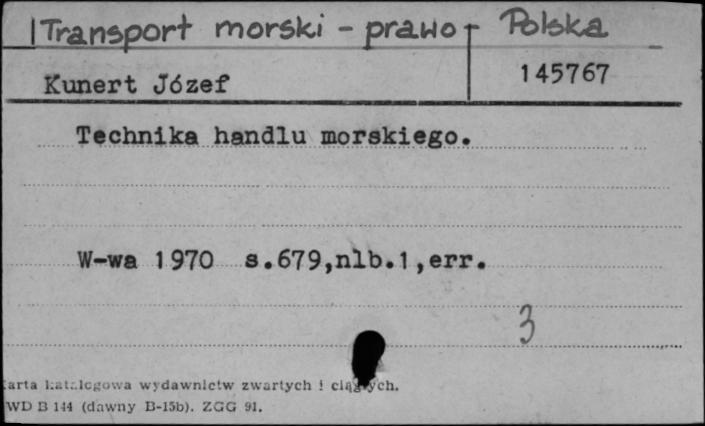 Transport morski - prawo - Polska
Kunert Józef 145767
Technika handlu morskiego.
W-wa 1970 s.679,nlb.1,err.
3
Karta katalogowa wydawnictw zwartych i ciągłych.
WD B 144 (dawny B-15b). ZGG 91.